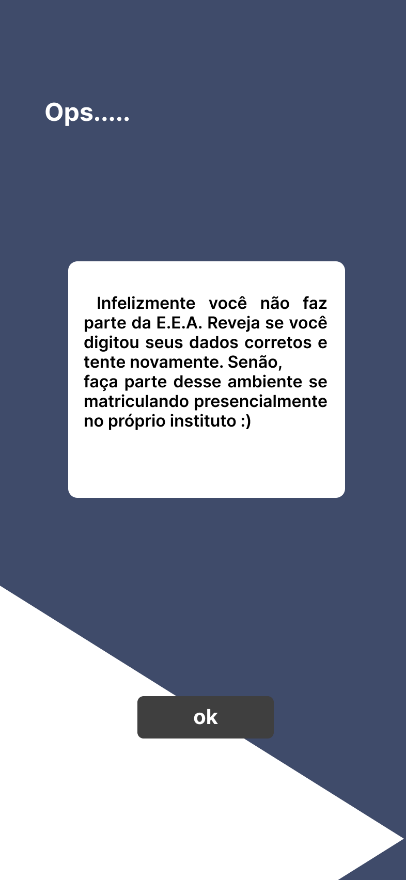 Ops.....
Infelizmente você não faz
parte da E.E.A. Reveja se você
digitou seus dados corretos e
tente novamente. Senão,
faça parte desse ambiente se
matriculando presencialmente
no próprio instituto :)
ok